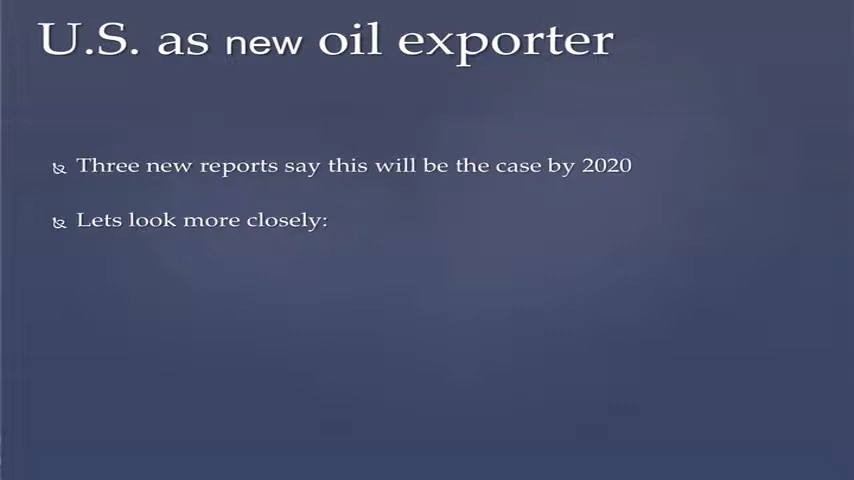 U.S. as new oil exporter
Three new reports say this will be the case by 2020
Lets look more closely: